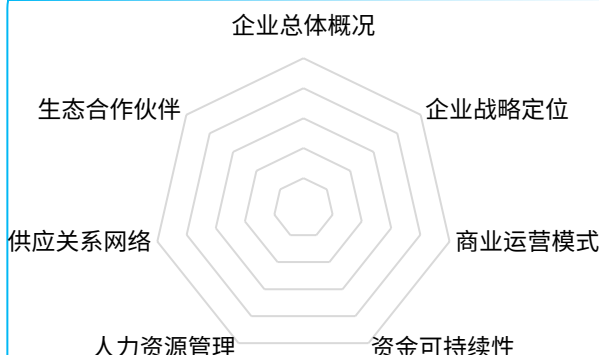 企业总体概况
生态合作伙伴
企业战略定位
供应关系网络
商业运营模式
人力资源管理
资金可持续性